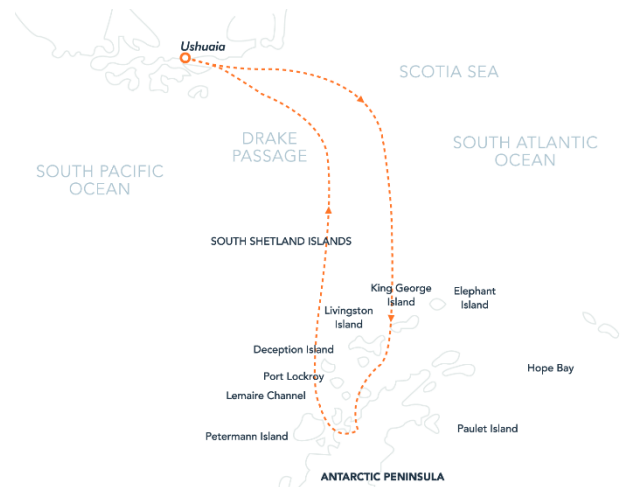 Ushuaia
SCOTIA SEA
DRAKE
PASSAGE
SOUTH ATLANTIC
OCEAN
SOUTH PACIFIC
OCEAN
SOUTH SHETLAND ISLANDS
King George
Island
Elephant
Island
Livingston
Island
Deception Island
Hope Bay
Port Lockroy
Lemaire Channel
Paulet Island
Petermann Island
ANTARCTIC PENINSULA